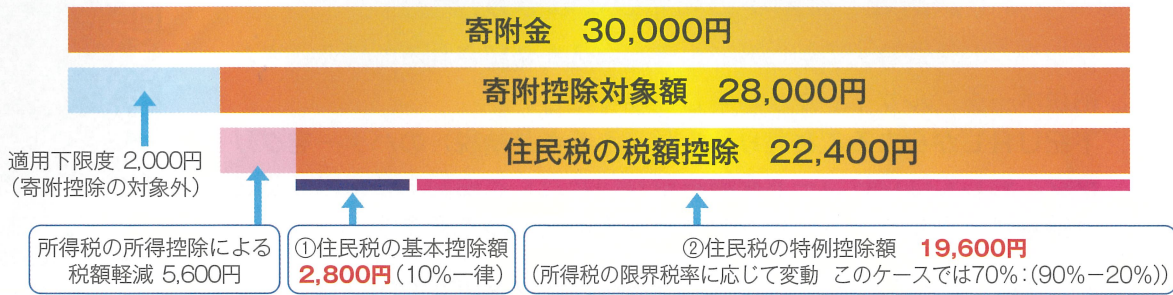 寄附金 30,000円
寄附控除対象額 28,000円
適用下限度 2,000円
(寄附控除の対象外)
住民税の税額控除 22,400円
所得税の所得控除による
税額軽減 5,600円
①住民税の基本控除額
2,800円(10%一律)
②住民税の特例控除額 19,600円
(所得税の限界税率に応じて変動 このケースでは70%:(90%−20%))